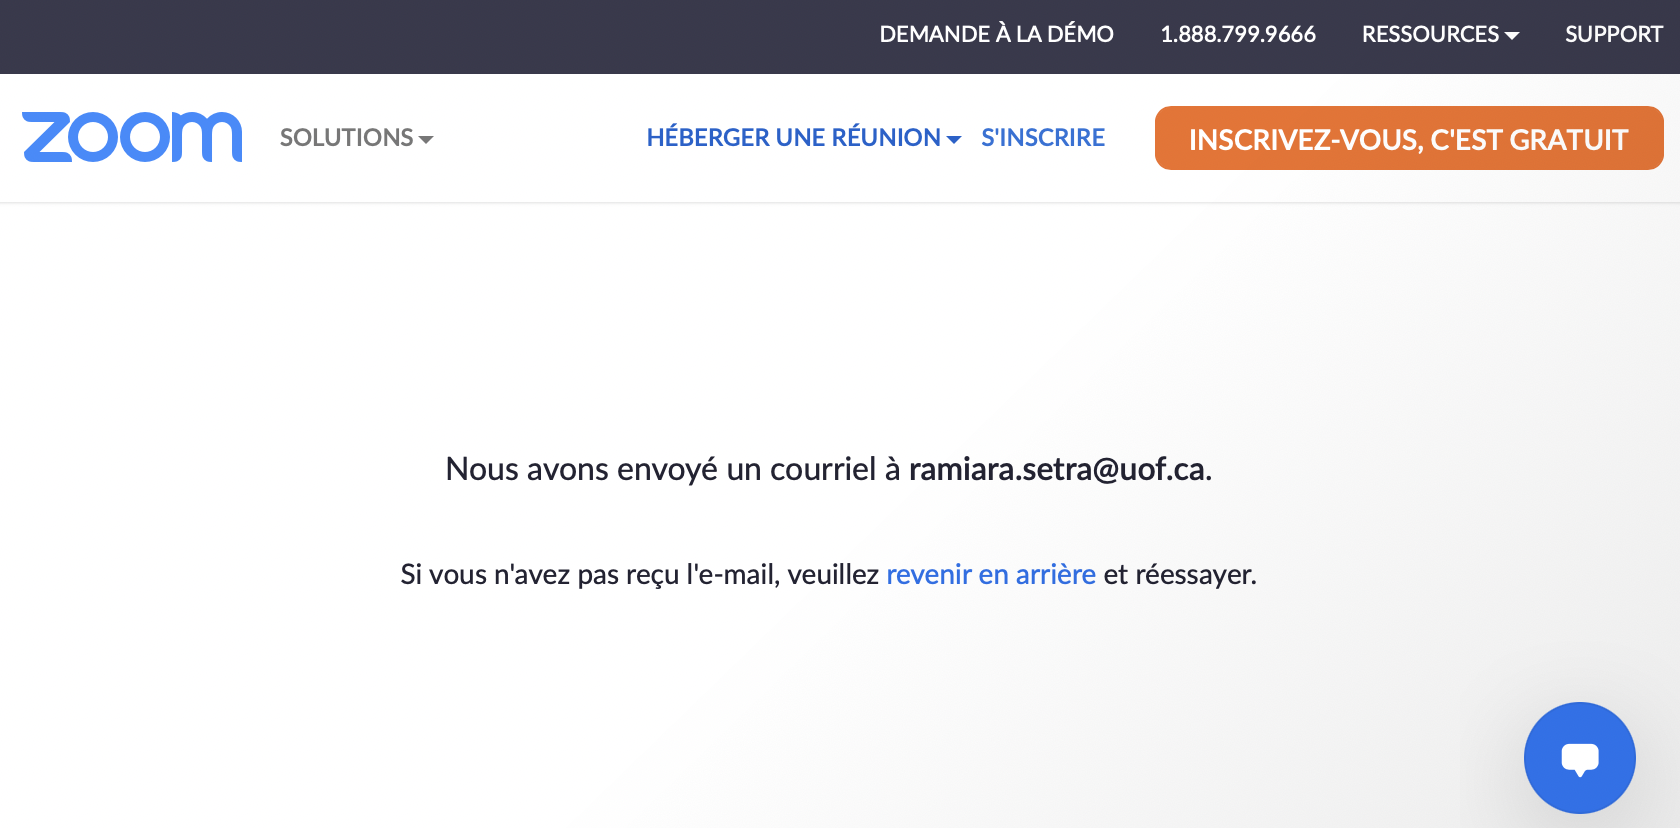 DEMANDE À LA DÉMO 1.888.799.9666 RESSOURCES SUPPORT
zoom SOLUTIONS HÉBERGER UNE RÉUNION S'INSCRIRE INSCRIVEZ-VOUS, C'EST GRATUIT
Nous avons envoyé un courriel à ramiara.setra@uof.ca.
Si vous n'avez pas reçu l'e-mail, veuillez revenir en arrière et réessayer.